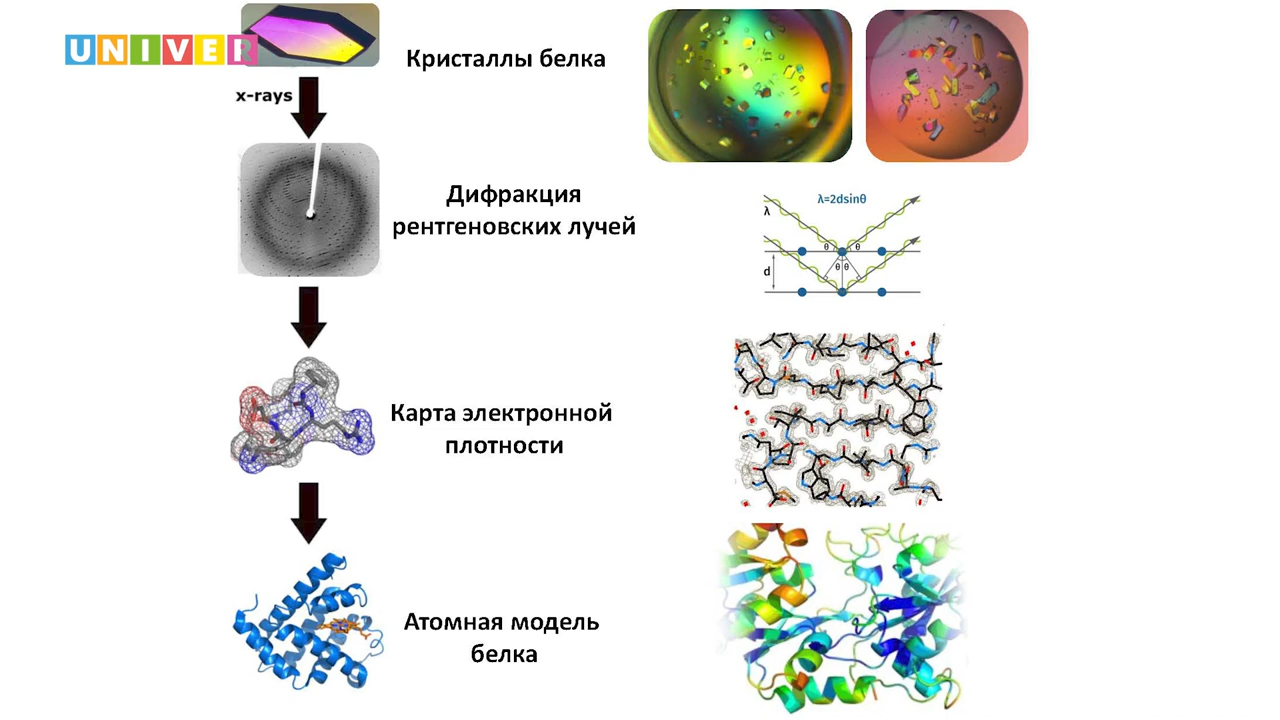 UNIVER
Кристаллы белка
x-rays
Дифракция
рентгеновских лучей
λ=2dsinθ
λ
θ θ
θ θ
d
Карта электронной
плотности
Атомная модель
белка